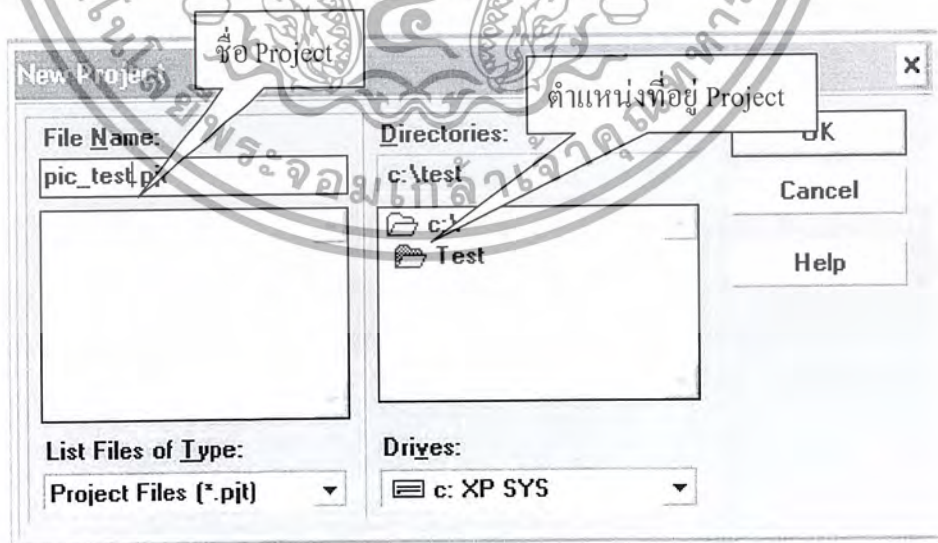 ชื่อ Project
New Project
ตำแหน่งที่อยู่ Project
File Name:
pic_test.pjt
Directories:
c:\test
c:\
Test
OK
Cancel
Help
List Files of Type:
Project Files (*.pjt)
Drives:
c: XP SYS